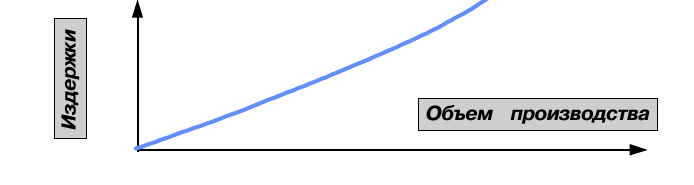 Издержки
Объем производства